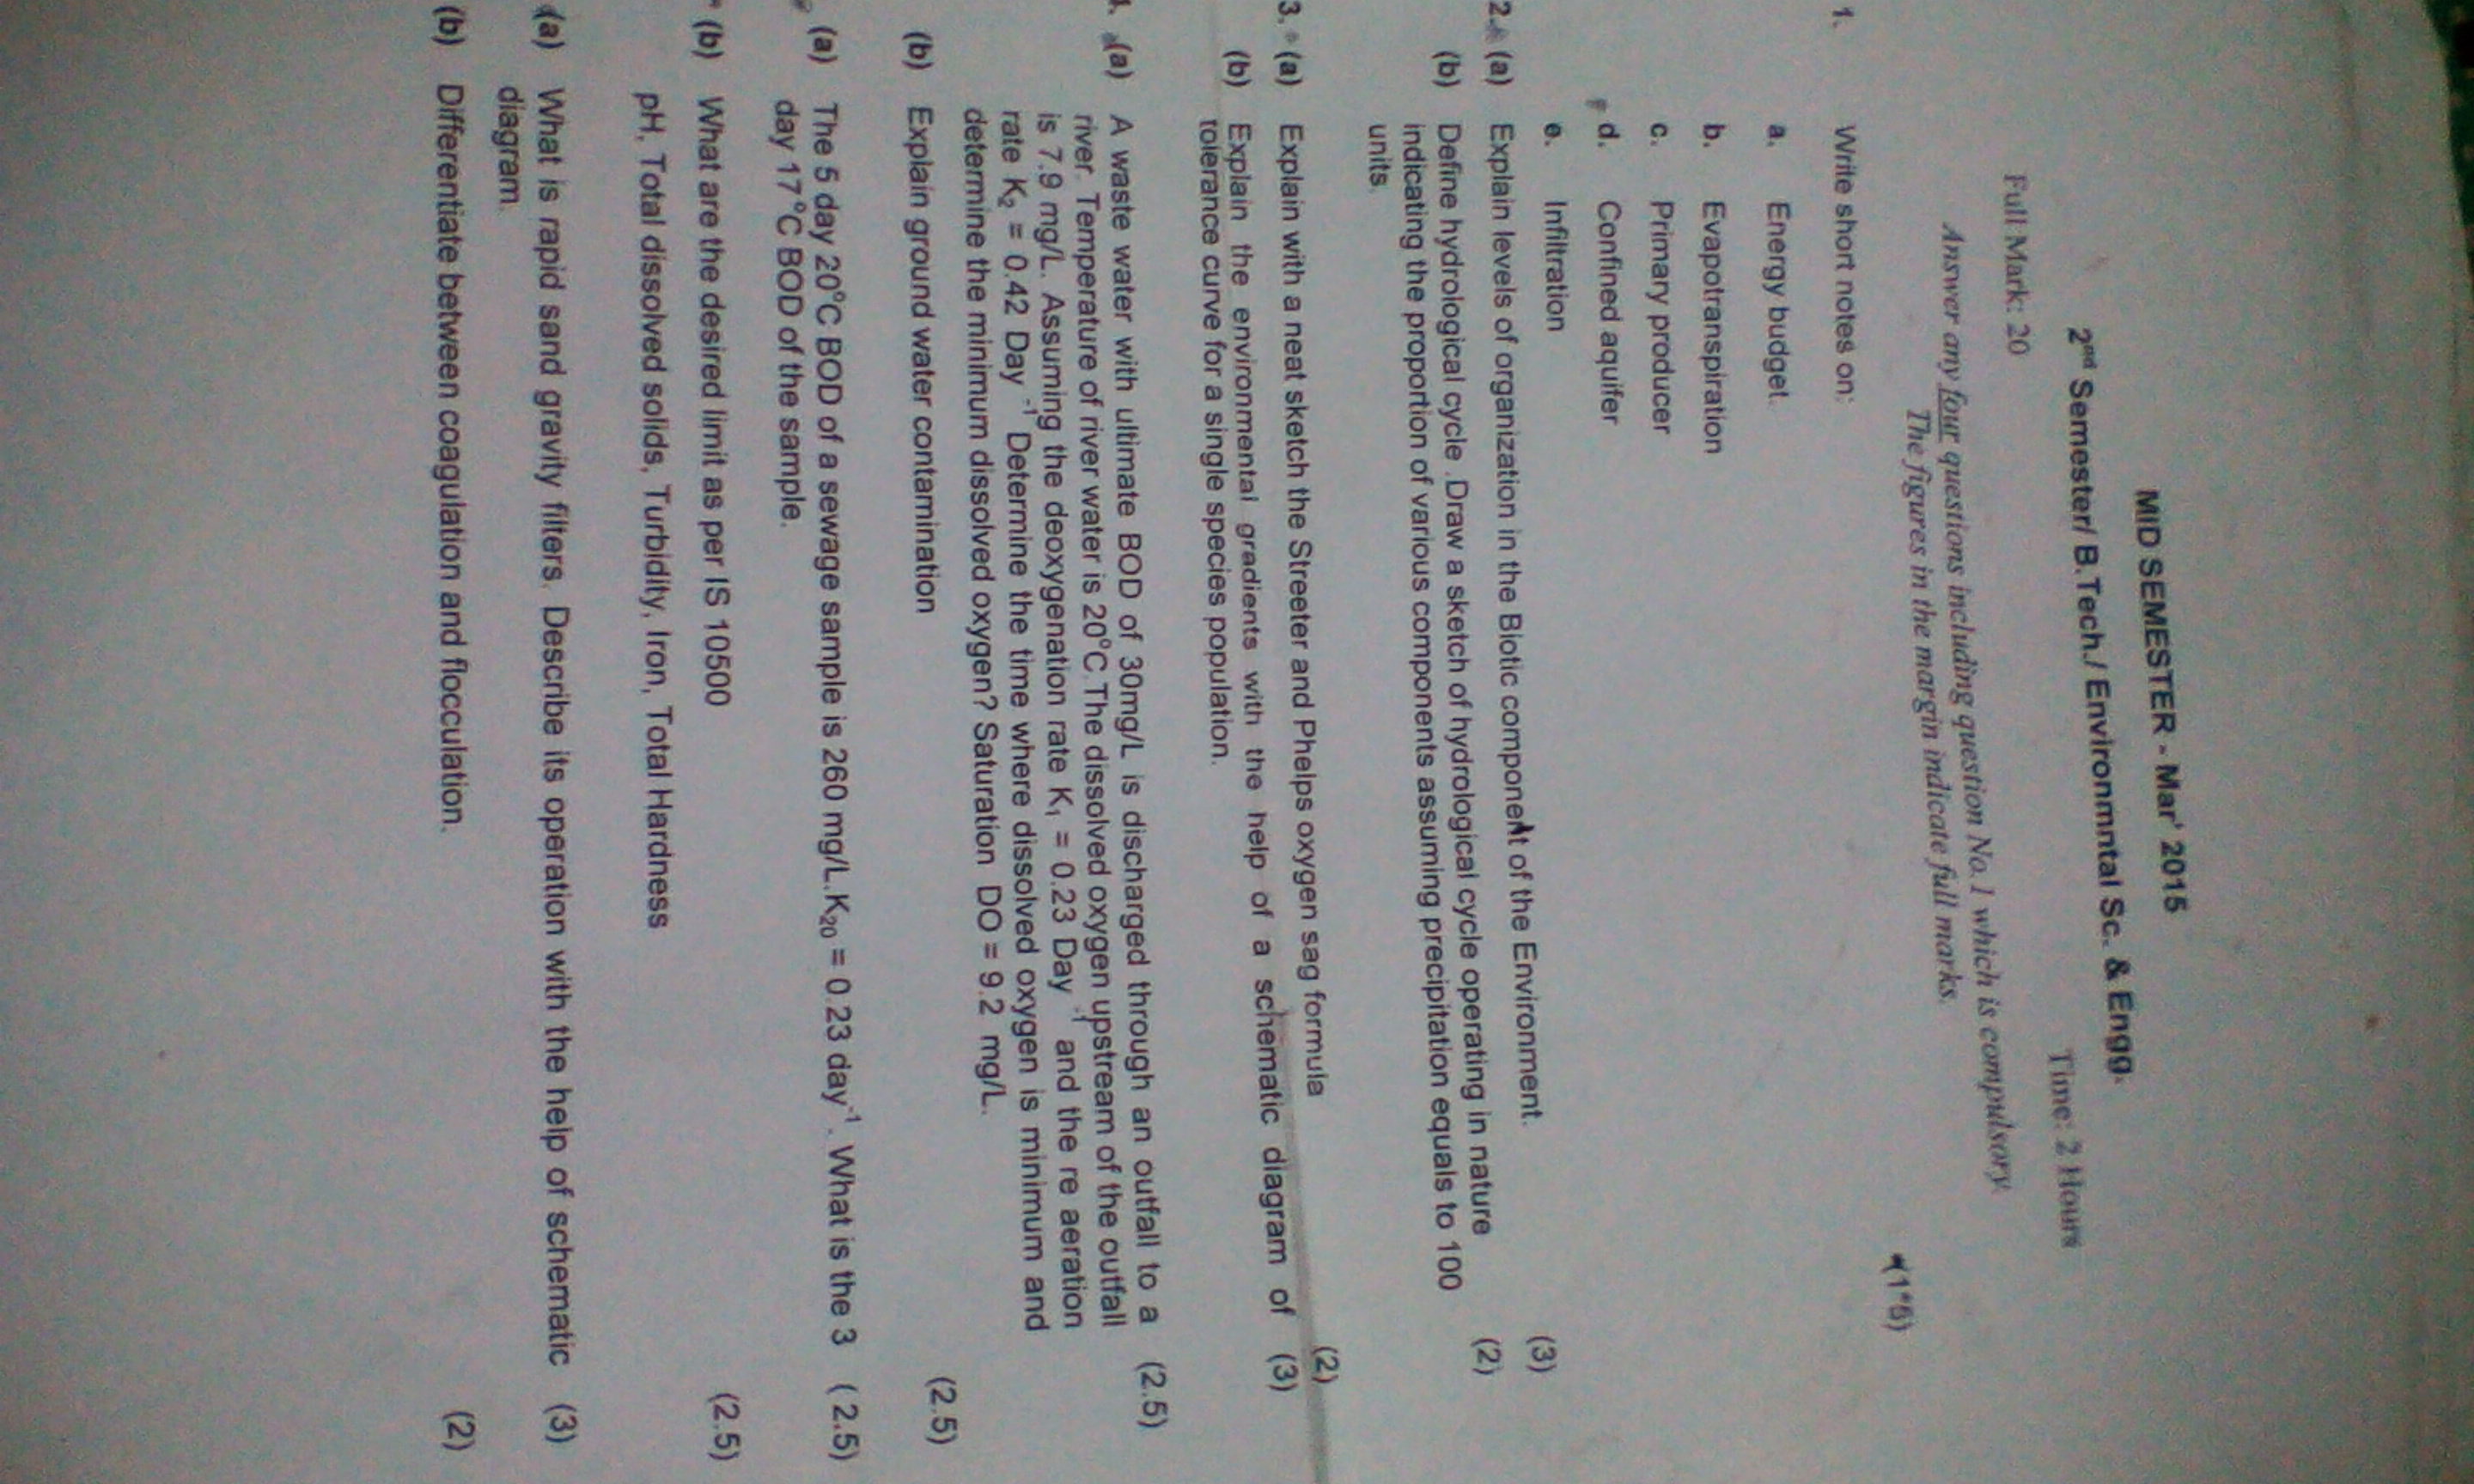 MID SEMESTER - Mar' 2015
2nd Semester/ B.Tech./ Environmntal Sc. & Engg.
Time: 2 Hours
Full Mark: 20
Answer any four questions including question No. 1 which is compulsory.
The figures in the margin indicate full marks.
(1*5)
1. Write short notes on:
a. Energy budget.
b. Evapotranspiration
c. Primary producer
d. Confined aquifer
e. Infiltration
2. (a) Explain levels of organization in the Biotic component of the Environment. (3)
(b) Define hydrological cycle .Draw a sketch of hydrological cycle operating in nature (2)
indicating the proportion of various components assuming precipitation equals to 100
units.
3. (a) Explain with a neat sketch the Streeter and Phelps oxygen sag formula (2)
(b) Explain the environmental gradients with the help of a schematic diagram of (3)
tolerance curve for a single species population.
(a) A waste water with ultimate BOD of 30mg/L is discharged through an outfall to a (2.5)
river. Temperature of river water is 20°C.The dissolved oxygen upstream of the outfall
is 7.9 mg/L. Assuming the deoxygenation rate K₁ = 0.23 Day ⁻¹ and the re aeration
rate K₂ = 0.42 Day ⁻¹ Determine the time where dissolved oxygen is minimum and
determine the minimum dissolved oxygen? Saturation DO = 9.2 mg/L.
(b) Explain ground water contamination (2.5)
(a) The 5 day 20°C BOD of a sewage sample is 260 mg/L.K₂₀ = 0.23 day⁻¹. What is the 3 ( 2.5)
day 17 °C BOD of the sample.
(b) What are the desired limit as per IS 10500 (2.5)
pH, Total dissolved solids, Turbidity, Iron, Total Hardness
(a) What is rapid sand gravity filters. Describe its operation with the help of schematic (3)
diagram.
(b) Differentiate between coagulation and flocculation. (2)